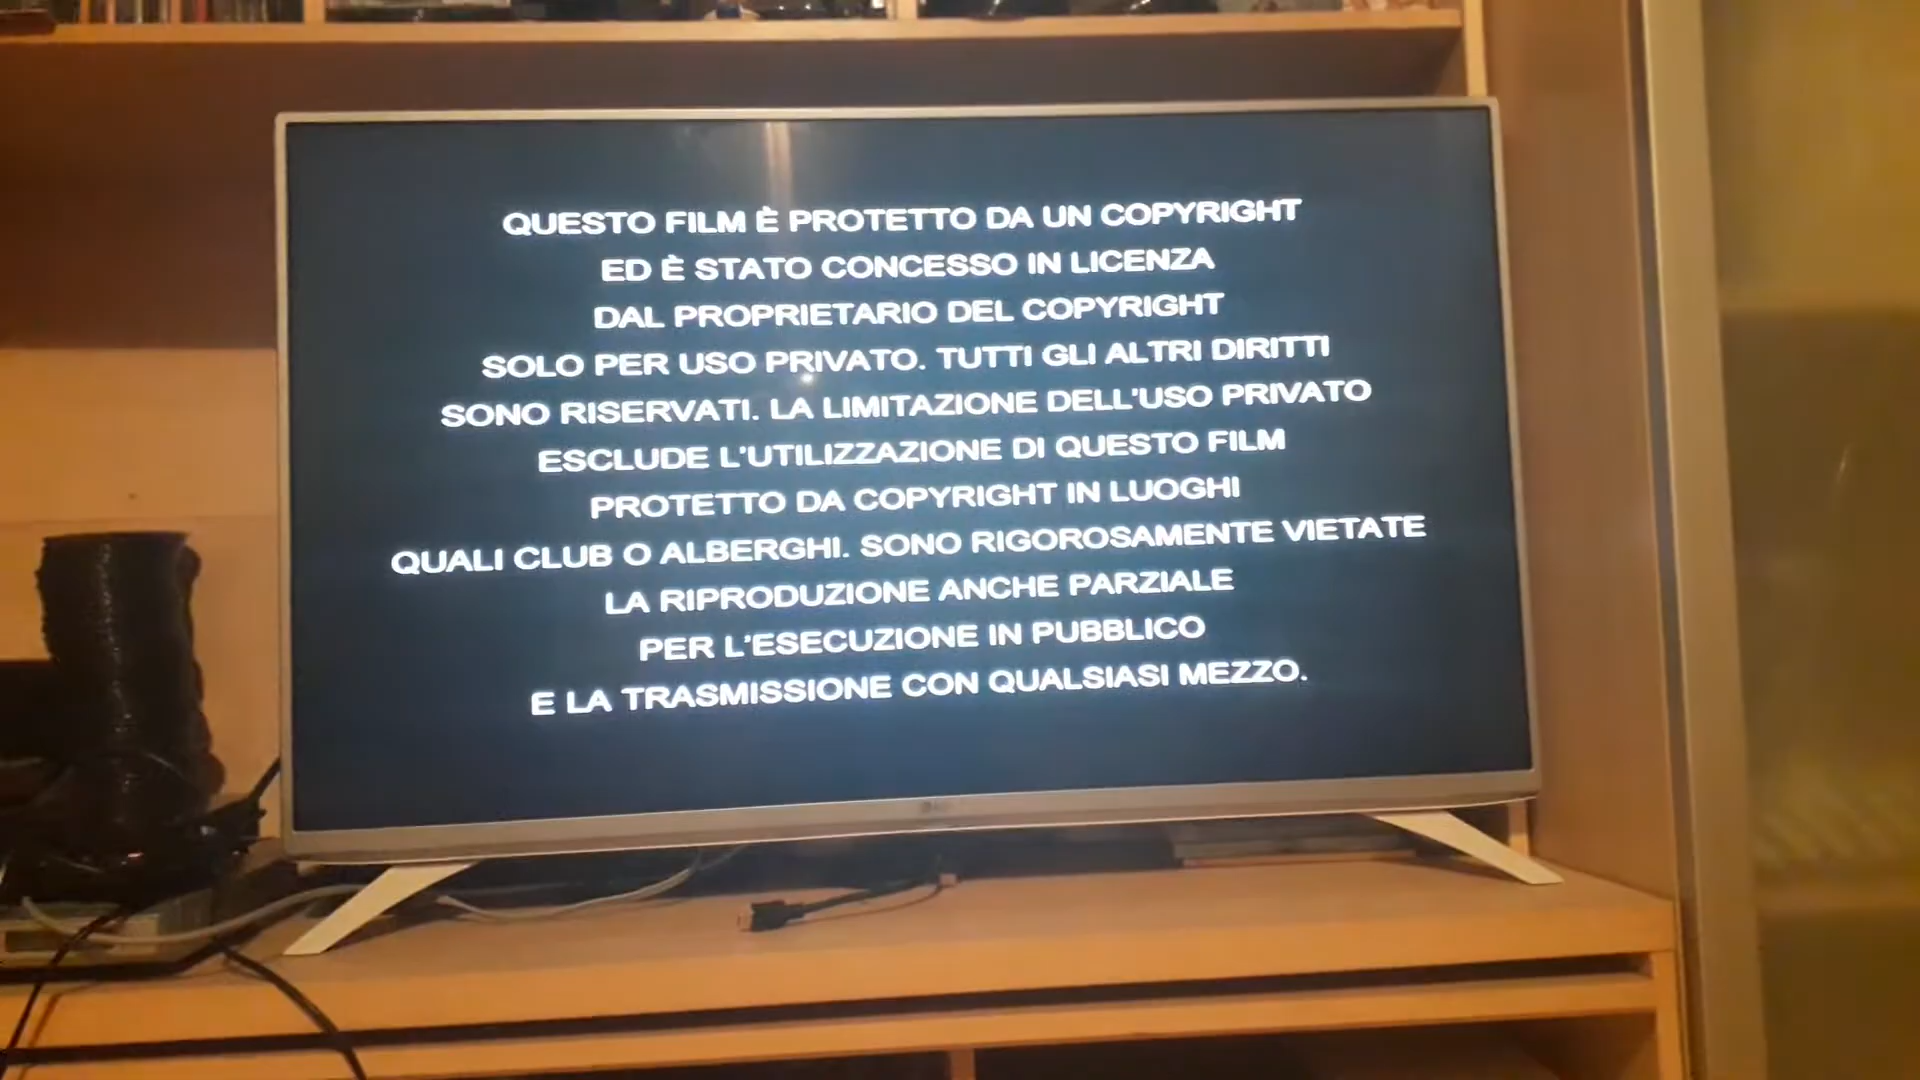 QUESTO FILM È PROTETTO DA UN COPYRIGHT
ED È STATO CONCESSO IN LICENZA
DAL PROPRIETARIO DEL COPYRIGHT
SOLO PER USO PRIVATO. TUTTI GLI ALTRI DIRITTI
SONO RISERVATI. LA LIMITAZIONE DELL'USO PRIVATO
ESCLUDE L'UTILIZZAZIONE DI QUESTO FILM
PROTETTO DA COPYRIGHT IN LUOGHI
QUALI CLUB O ALBERGHI. SONO RIGOROSAMENTE VIETATE
LA RIPRODUZIONE ANCHE PARZIALE
PER L'ESECUZIONE IN PUBBLICO
E LA TRASMISSIONE CON QUALSIASI MEZZO.